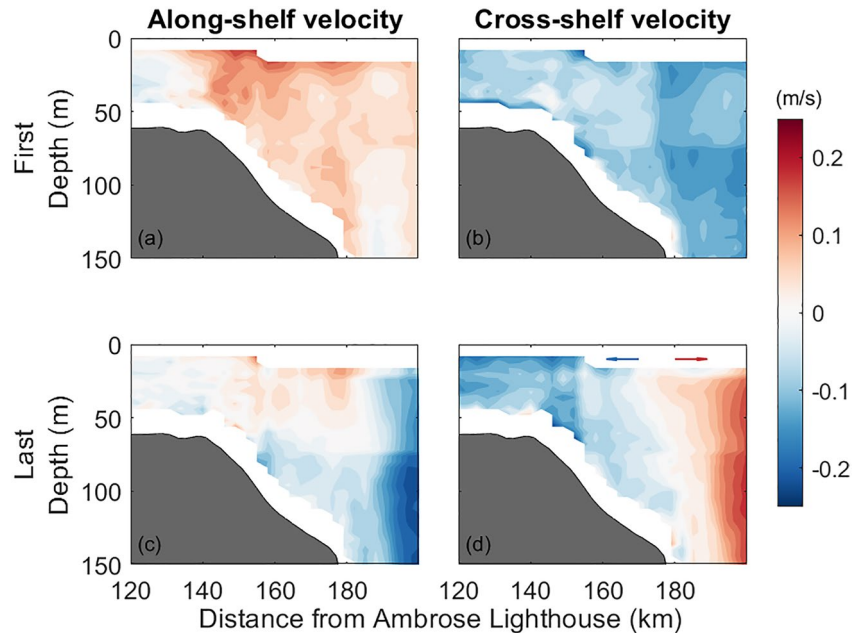 Along-shelf velocity
Cross-shelf velocity
First
Depth (m)
0
50
100
150
(a)
(b)
(m/s)
0.2
0.1
0
-0.1
-0.2
Last
Depth (m)
0
50
100
150
(c)
(d)
120 140 160 180
120 140 160 180
Distance from Ambrose Lighthouse (km)